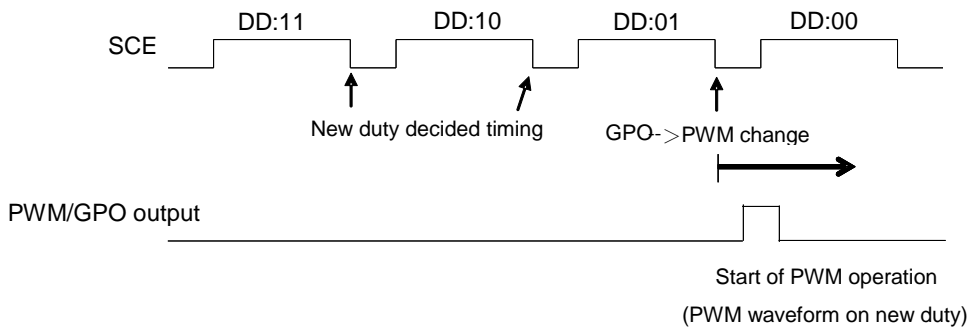 DD:11 DD:10 DD:01 DD:00
SCE
New duty decided timing
GPO-->PWM change
PWM/GPO output
Start of PWM operation
(PWM waveform on new duty)